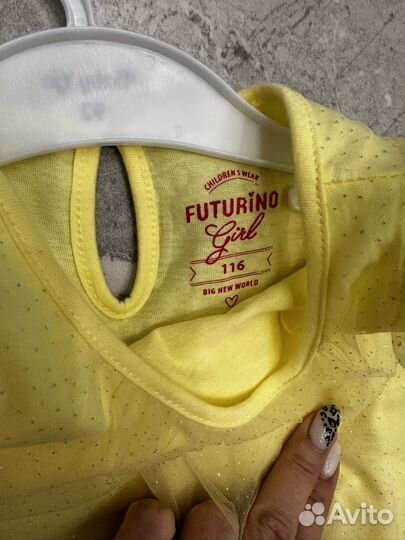 CHILDREN'S WEAR
FUTURINO
Girl
116
BIG NEW WORLD
Avito